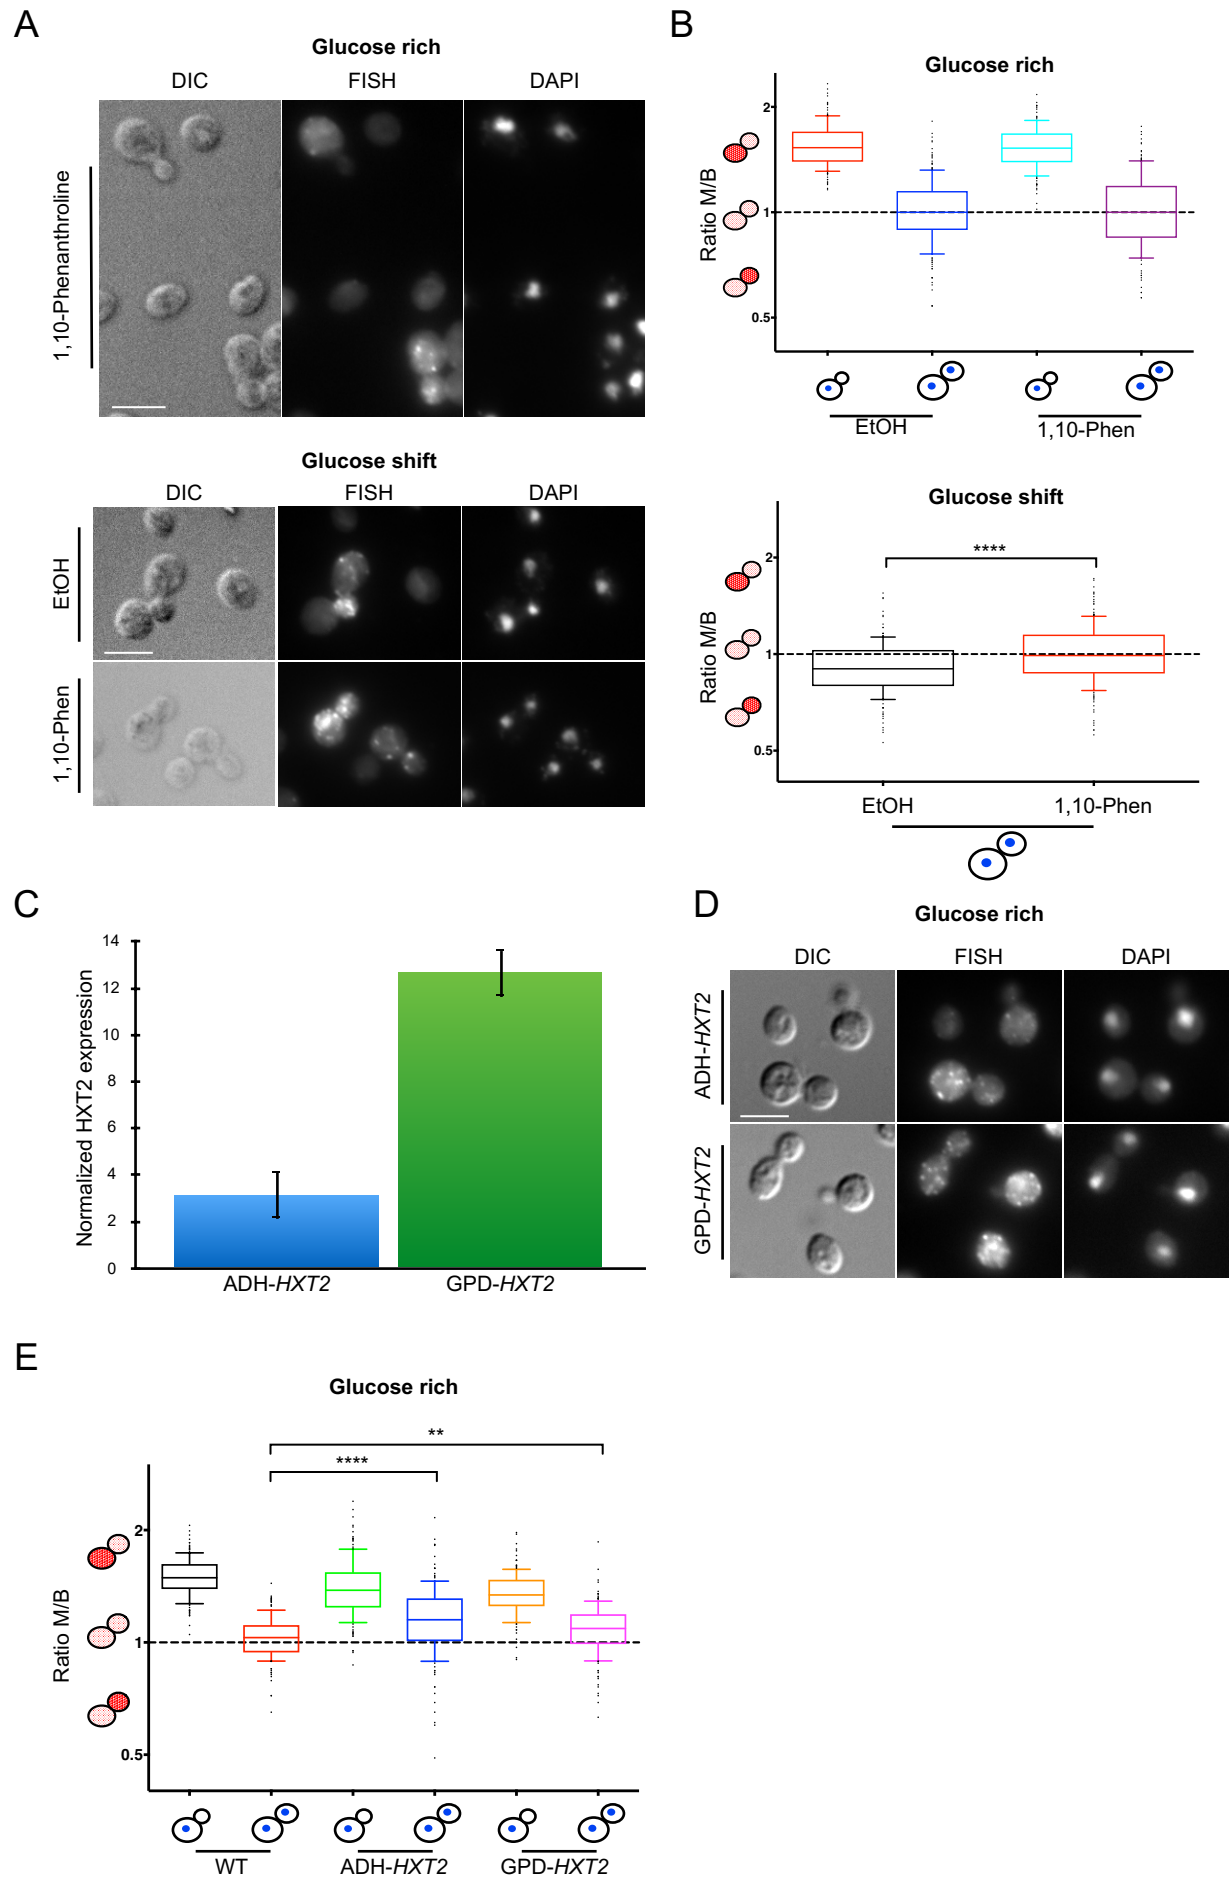 A
Glucose rich
DIC FISH DAPI
1,10-Phenanthroline
Glucose shift
DIC FISH DAPI
EtOH
1,10-Phen
B
Glucose rich
Ratio M/B
2
1
0.5
EtOH 1,10-Phen
Glucose shift
****
Ratio M/B
2
1
0.5
EtOH 1,10-Phen
C
Normalized HXT2 expression
14
12
10
8
6
4
2
0
ADH-HXT2 GPD-HXT2
D
Glucose rich
DIC FISH DAPI
ADH-HXT2
GPD-HXT2
E
Glucose rich
**
****
Ratio M/B
2
1
0.5
WT ADH-HXT2 GPD-HXT2